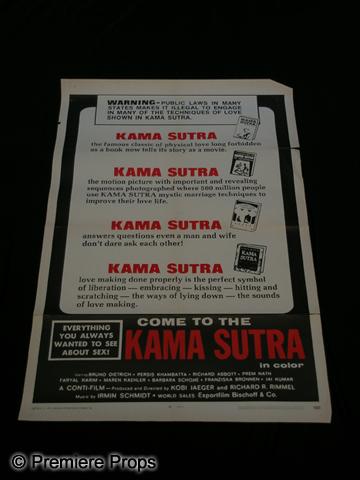 WARNING—PUBLIC LAWS IN MANY
STATES MAKES IT ILLEGAL TO ENGAGE
IN MANY OF THE TECHNIQUES OF LOVE
SHOWN IN KAMA SUTRA.
KAMA SUTRA
the famous classic of physical love long forbidden
as a book now tells its story as a movie.
KAMA SUTRA
the motion picture with important and revealing
sequences photographed where 500 million people
use KAMA SUTRA mystic marriage techniques to
improve their love life.
KAMA SUTRA
answers questions even a man and wife
don't dare ask each other!
KAMA SUTRA
KAMA
SUTRA
love making done properly is the perfect symbol
of liberation — embracing — kissing — hitting and
scratching — the ways of lying down — the sounds
of love making.
EVERYTHING
YOU ALWAYS
WANTED TO SEE
ABOUT SEX!
COME TO THE
KAMA SUTRA
in color
starring BRUNO DIETRICH • PERSIS KHAMBATTA • RICHARD ABBOTT • PREM NATH
FARYAL KARIM • MAREN KAEHLER • BARBARA SCHOME • FRANZISKA BRONNEN • JAI KUMAR
A CONTI-FILM — Produced and Directed by KOBI JAEGER and RICHARD R. RIMMEL
Music by IRMIN SCHMIDT • WORLD SALES Exportfilm Bischoff & Co.
© Premiere Props